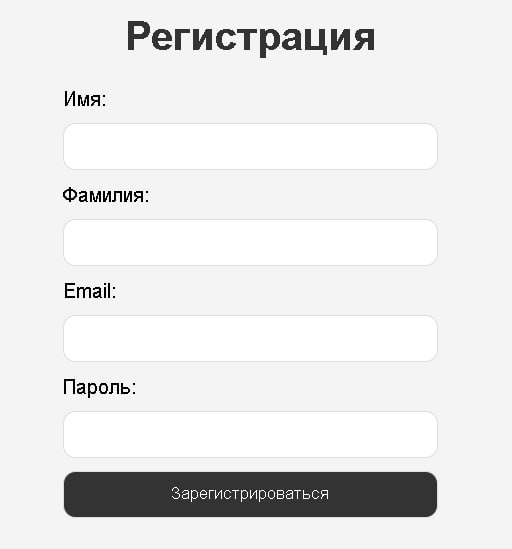 Регистрация
Имя:
Фамилия:
Email:
Пароль:
Зарегистрироваться